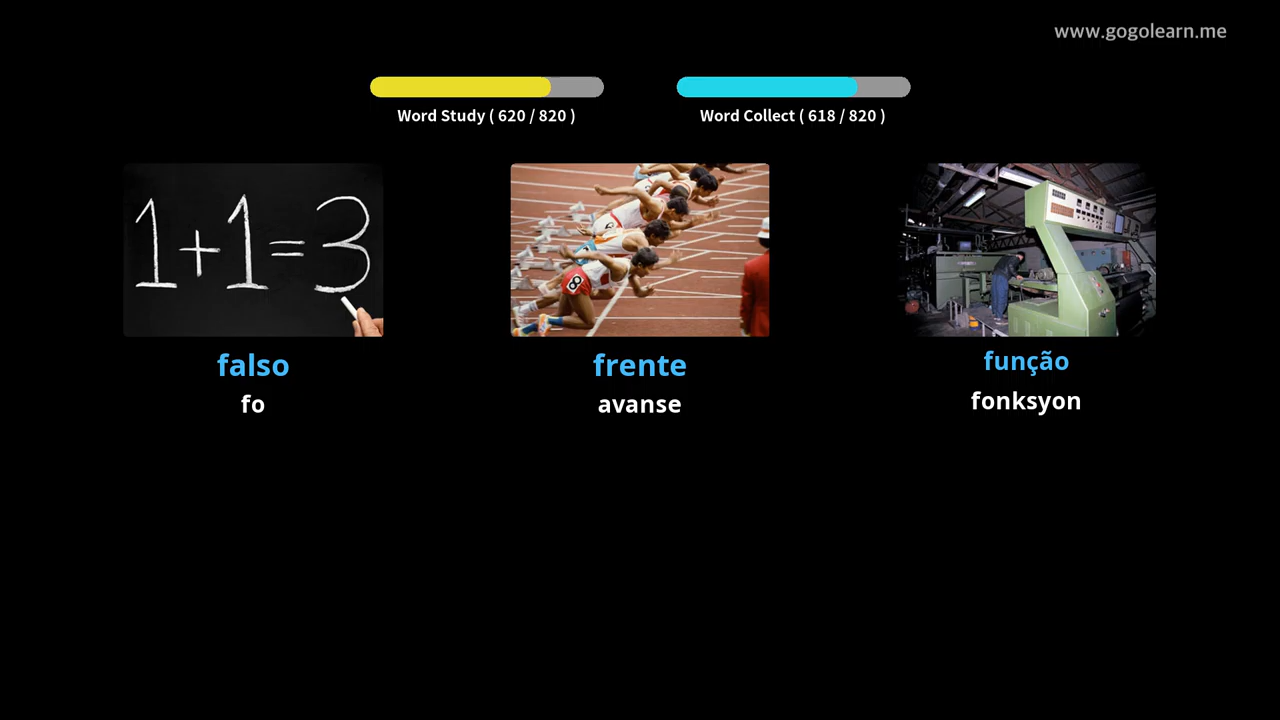 www.gogolearn.me
Word Study ( 620 / 820 )
Word Collect ( 618 / 820 )
1+1=3
8
falso
frente
função
fo
avanse
fonksyon